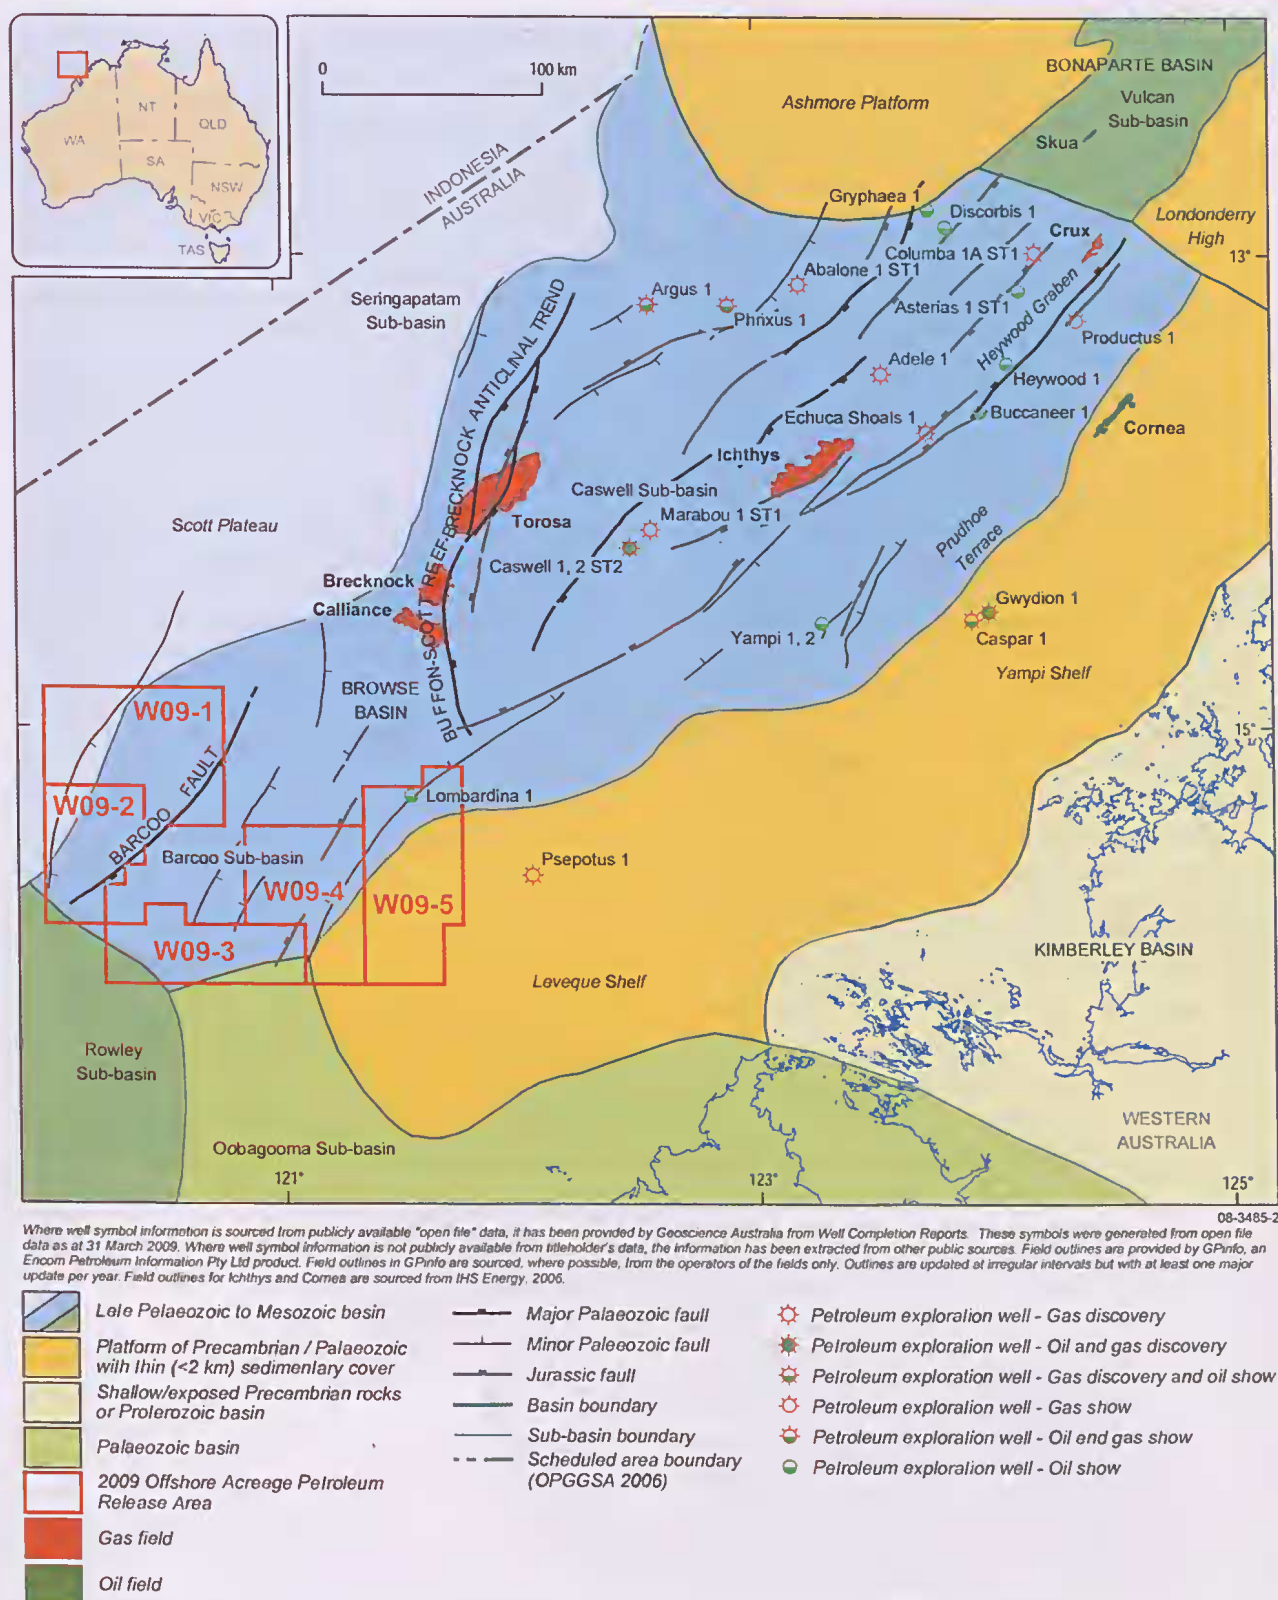 NT
WA
QLD
SA
NSW
VIC
TAS
0
100 km
INDONESIA
AUSTRALIA
Ashmore Platform
BONAPARTE BASIN
Vulcan
Sub-basin
Skua
Londonderry
High
13°
Gryphaea 1
Discorbis 1
Crux
Columba 1A ST1
Abalone 1 ST1
Argus 1
Phrixus 1
Asterias 1 ST1
Heywood Graben
Productus 1
Seringapatam
Sub-basin
Adele 1
Heywood 1
Echuca Shoals 1
Buccaneer 1
Cornea
Ichthys
BUFFON-SCOTT REEF-BRECKNOCK ANTICLINAL TREND
Caswell Sub-basin
Marabou 1 ST1
Torosa
Scott Plateau
Caswell 1, 2 ST2
Prudhoe
Terrace
Brecknock
Calliance
Gwydion 1
Caspar 1
Yampi 1, 2
Yampi Shelf
BROWSE
BASIN
15°
W09-1
W09-2
BARCOO FAULT
Lombardina 1
Barcoo Sub-basin
Psepotus 1
W09-4
W09-5
W09-3
KIMBERLEY BASIN
Leveque Shelf
Rowley
Sub-basin
WESTERN
AUSTRALIA
Oobagooma Sub-basin
121°
123°
125°
08-3485-2
Where well symbol information is sourced from publicly available "open file" data, it has been provided by Geoscience Australia from Well Completion Reports. These symbols were generated from open file
data as at 31 March 2009. Where well symbol information is not publicly available from titleholder's data, the information has been extracted from other public sources. Field outlines are provided by GPinfo, an
Encom Petroleum Information Pty Ltd product. Field outlines in GPinfo are sourced, where possible, from the operators of the fields only. Outlines are updated at irregular intervals but with at least one major
update per year. Field outlines for Ichthys and Cornea are sourced from IHS Energy, 2006.
Late Palaeozoic to Mesozoic basin
Platform of Precambrian / Palaeozoic
with thin (<2 km) sedimentary cover
Shallow/exposed Precambrian rocks
or Proterozoic basin
Palaeozoic basin
2009 Offshore Acreage Petroleum
Release Area
Gas field
Oil field
Major Palaeozoic fault
Minor Palaeozoic fault
Jurassic fault
Basin boundary
Sub-basin boundary
Scheduled area boundary
(OPGGSA 2006)
Petroleum exploration well - Gas discovery
Petroleum exploration well - Oil and gas discovery
Petroleum exploration well - Gas discovery and oil show
Petroleum exploration well - Gas show
Petroleum exploration well - Oil and gas show
Petroleum exploration well - Oil show